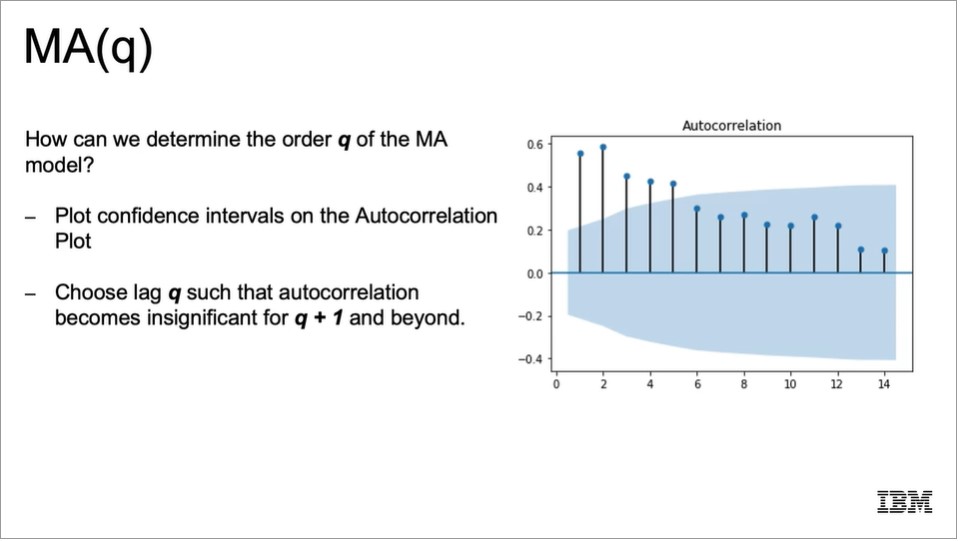 MA(q)
How can we determine the order q of the MA
model?
– Plot confidence intervals on the Autocorrelation
Plot
– Choose lag q such that autocorrelation
becomes insignificant for q + 1 and beyond.
Autocorrelation
0.6
0.4
0.2
0.0
−0.2
−0.4
0 2 4 6 8 10 12 14
IBM